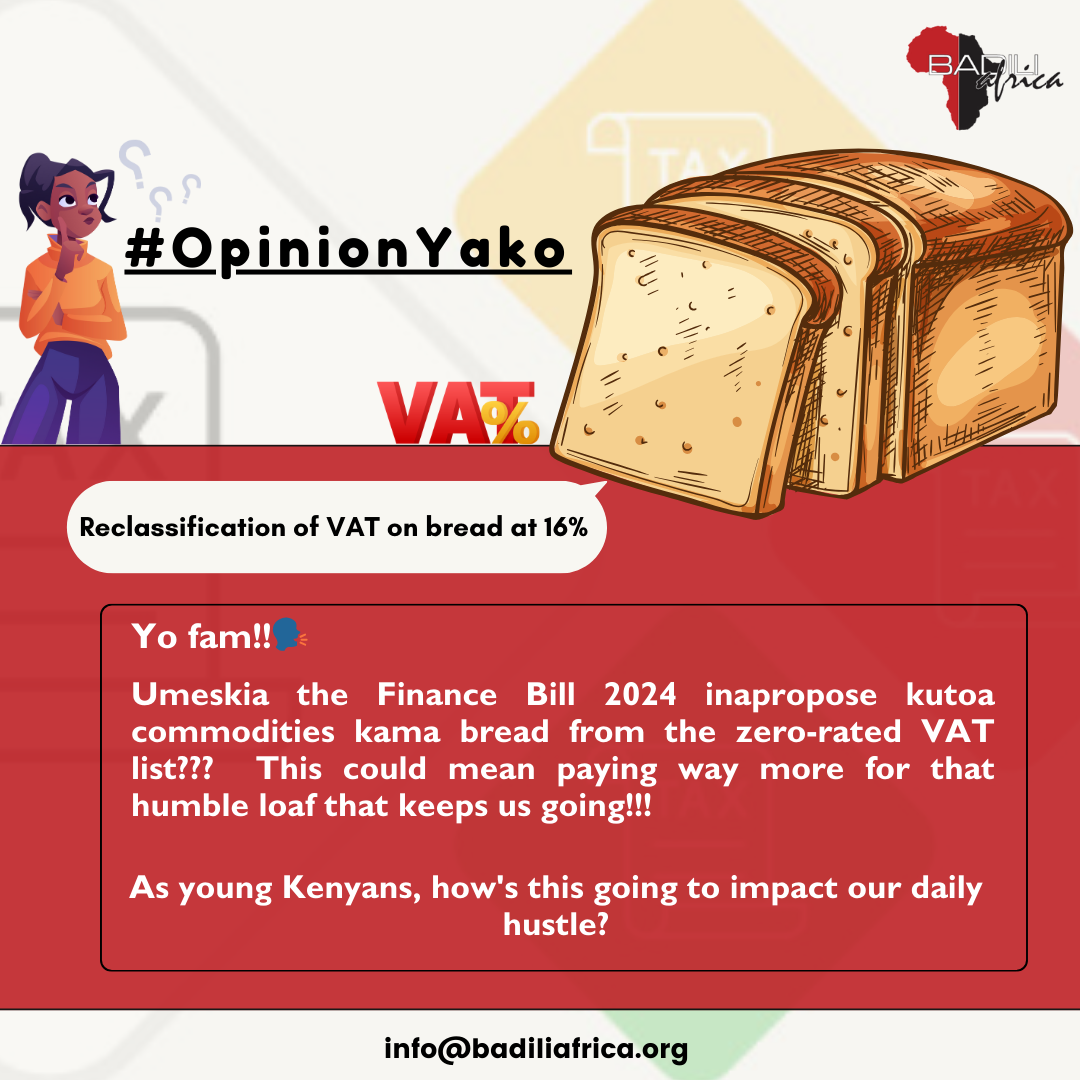 BADILI
africa
TAX
#OpinionYako
VAT%
Reclassification of VAT on bread at 16%
Yo fam!!🗣
Umeskia the Finance Bill 2024 inapropose kutoa
commodities kama bread from the zero-rated VAT
list??? This could mean paying way more for that
humble loaf that keeps us going!!!
As young Kenyans, how's this going to impact our daily
hustle?
info@badiliafrica.org